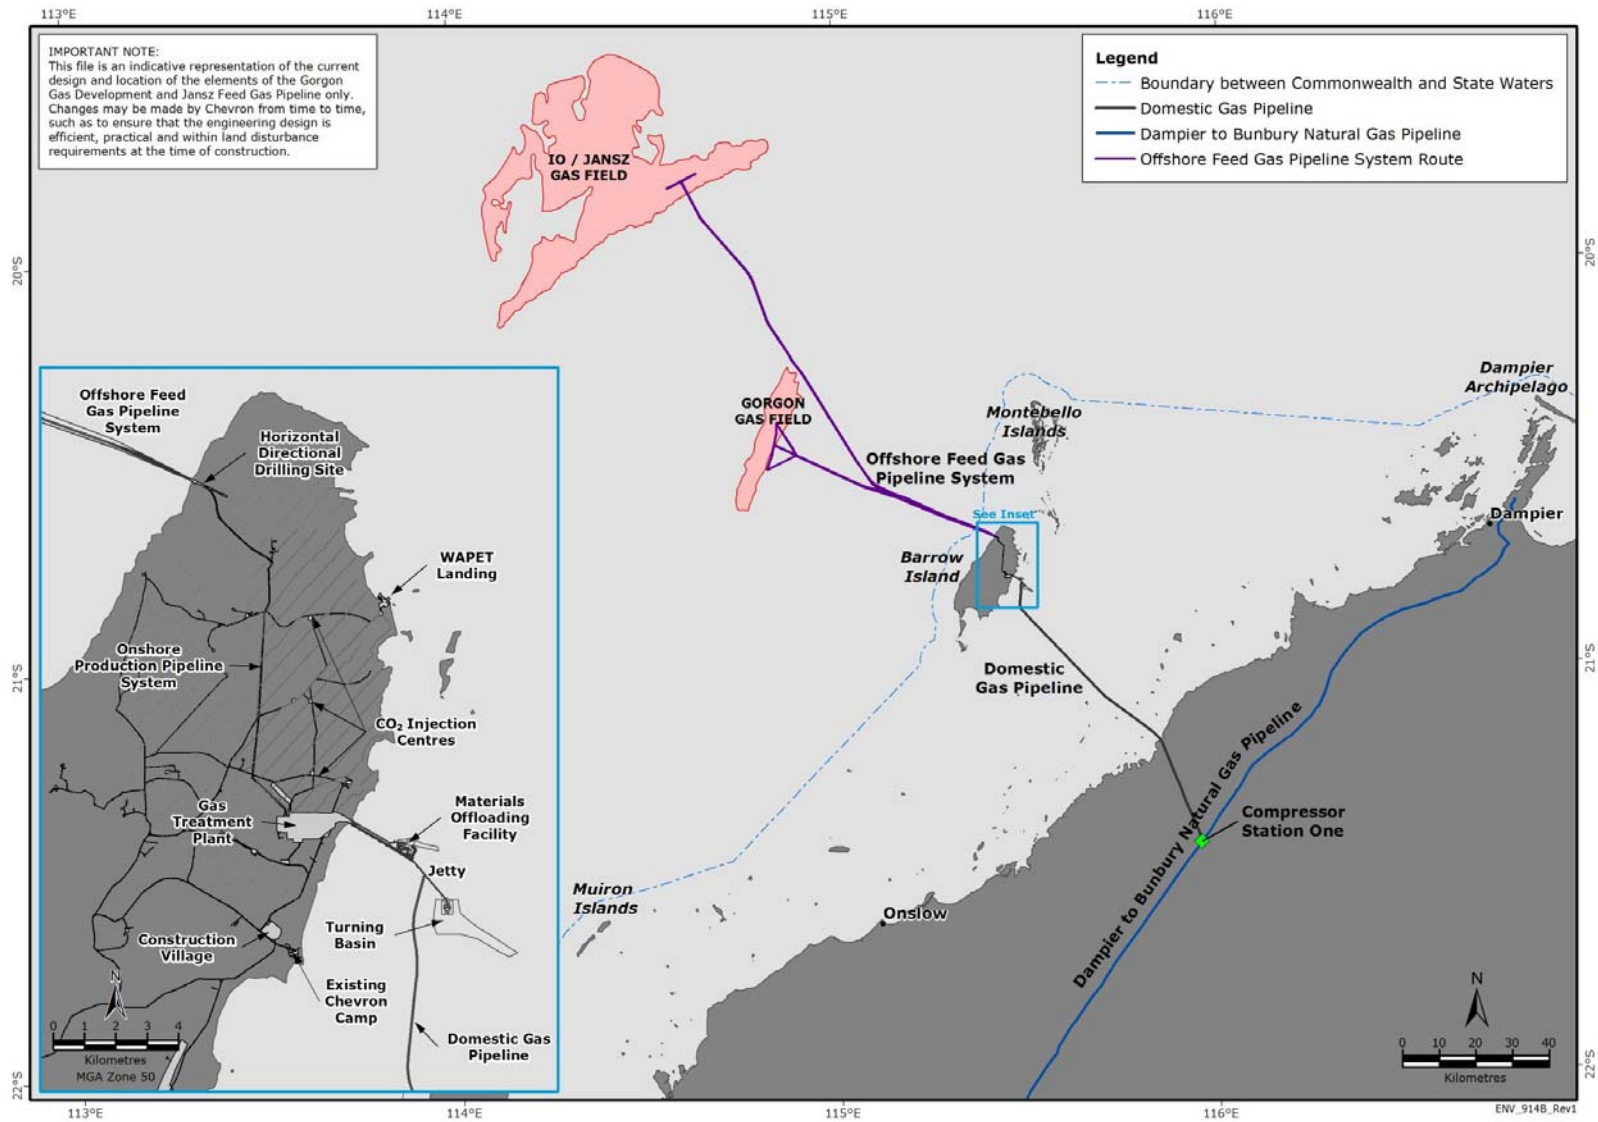 113°E
114°E
115°E
116°E
IMPORTANT NOTE:
This file is an indicative representation of the current
design and location of the elements of the Gorgon
Gas Development and Jansz Feed Gas Pipeline only.
Changes may be made by Chevron from time to time,
such as to ensure that the engineering design is
efficient, practical and within land disturbance
requirements at the time of construction.
Legend
Boundary between Commonwealth and State Waters
Domestic Gas Pipeline
Dampier to Bunbury Natural Gas Pipeline
Offshore Feed Gas Pipeline System Route
IO / JANSZ
GAS FIELD
20°S
20°S
GORGON
GAS FIELD
Offshore Feed Gas
Pipeline System
Montebello
Islands
Dampier
Archipelago
Dampier
See Inset
Barrow
Island
Domestic
Gas Pipeline
21°S
21°S
Dampier to Bunbury Natural Gas Pipeline
Compressor
Station One
Onslow
Muiron
Islands
Offshore Feed
Gas Pipeline
System
Horizontal
Directional
Drilling Site
WAPET
Landing
Onshore
Production Pipeline
System
CO₂ Injection
Centres
Gas
Treatment
Plant
Materials
Offloading
Facility
Jetty
Turning
Basin
Construction
Village
Existing
Chevron
Camp
Domestic Gas
Pipeline
N
0 1 2 3 4
Kilometres
MGA Zone 50
N
0 10 20 30 40
Kilometres
22°S
22°S
113°E
114°E
115°E
116°E
ENV_914B_Rev1